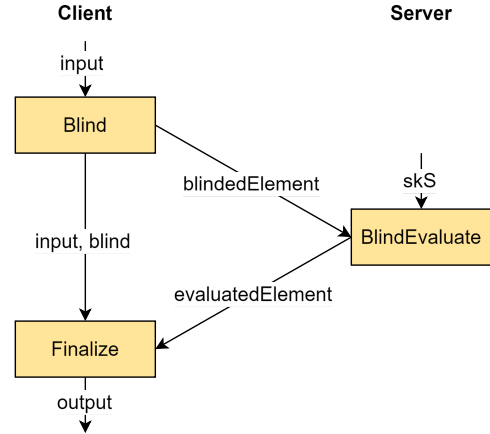 Client
Server
input
Blind
blindedElement
skS
BlindEvaluate
input, blind
evaluatedElement
Finalize
output